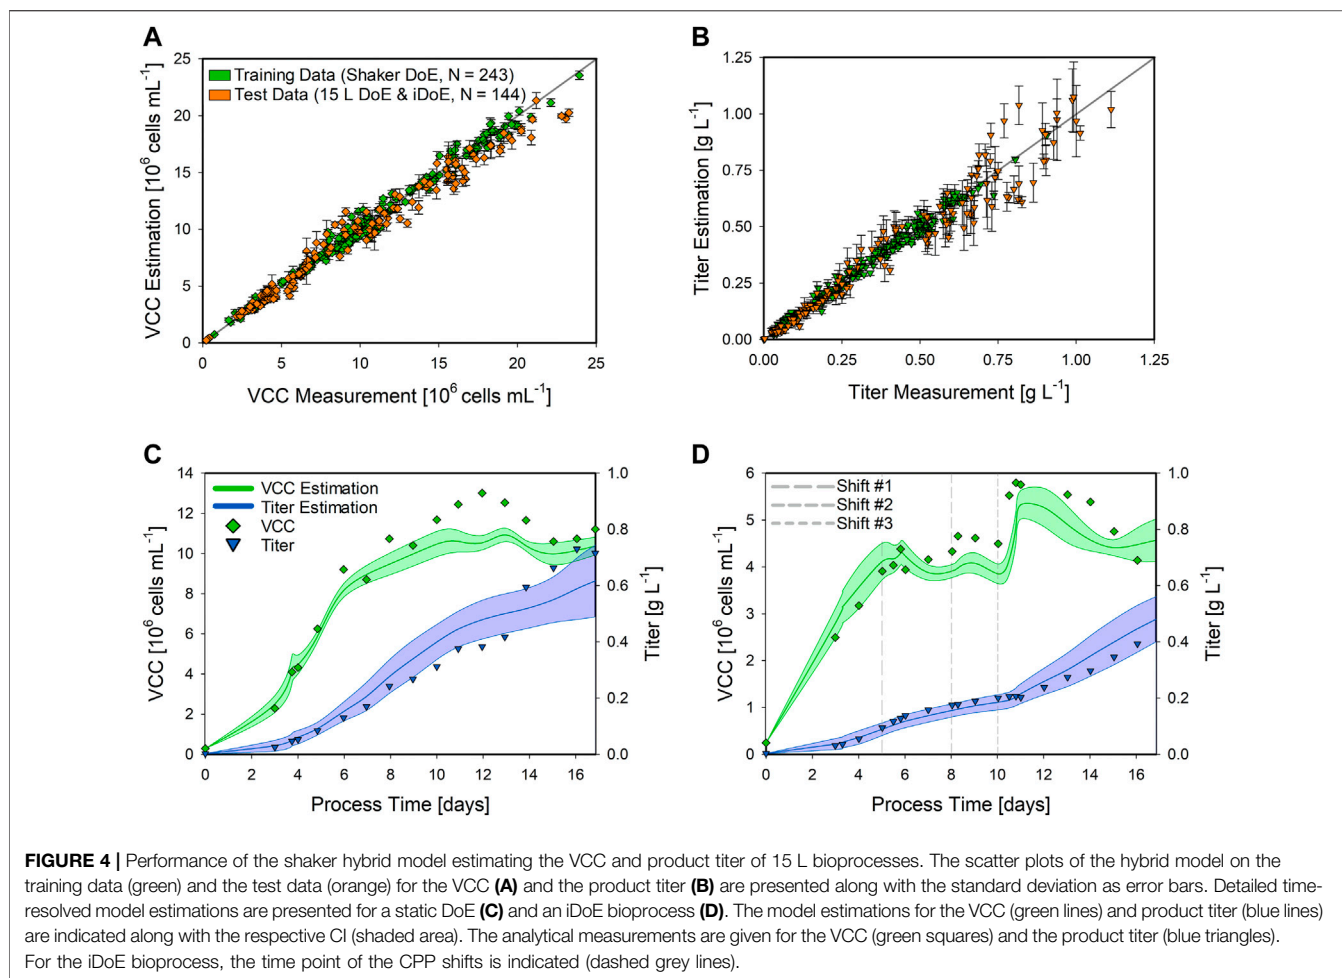 A
25
20
15
10
5
0
VCC Estimation [10⁶ cells mL⁻¹]
Training Data (Shaker DoE, N = 243)
Test Data (15 L DoE & iDoE, N = 144)
0 5 10 15 20 25
VCC Measurement [10⁶ cells mL⁻¹]
B
1.25
1.00
0.75
0.50
0.25
0.00
Titer Estimation [g L⁻¹]
0.00 0.25 0.50 0.75 1.00 1.25
Titer Measurement [g L⁻¹]
C
14
12
10
8
6
4
2
0
VCC [10⁶ cells mL⁻¹]
VCC Estimation
Titer Estimation
VCC
Titer
1.0
0.8
0.6
0.4
0.2
0.0
Titer [g L⁻¹]
0 2 4 6 8 10 12 14 16
Process Time [days]
D
6
5
4
3
2
1
0
VCC [10⁶ cells mL⁻¹]
Shift #1
Shift #2
Shift #3
1.0
0.8
0.6
0.4
0.2
0.0
Titer [g L⁻¹]
0 2 4 6 8 10 12 14 16
Process Time [days]
FIGURE 4 | Performance of the shaker hybrid model estimating the VCC and product titer of 15 L bioprocesses. The scatter plots of the hybrid model on the
training data (green) and the test data (orange) for the VCC (A) and the product titer (B) are presented along with the standard deviation as error bars. Detailed time-
resolved model estimations are presented for a static DoE (C) and an iDoE bioprocess (D). The model estimations for the VCC (green lines) and product titer (blue lines)
are indicated along with the respective CI (shaded area). The analytical measurements are given for the VCC (green squares) and the product titer (blue triangles).
For the iDoE bioprocess, the time point of the CPP shifts is indicated (dashed grey lines).